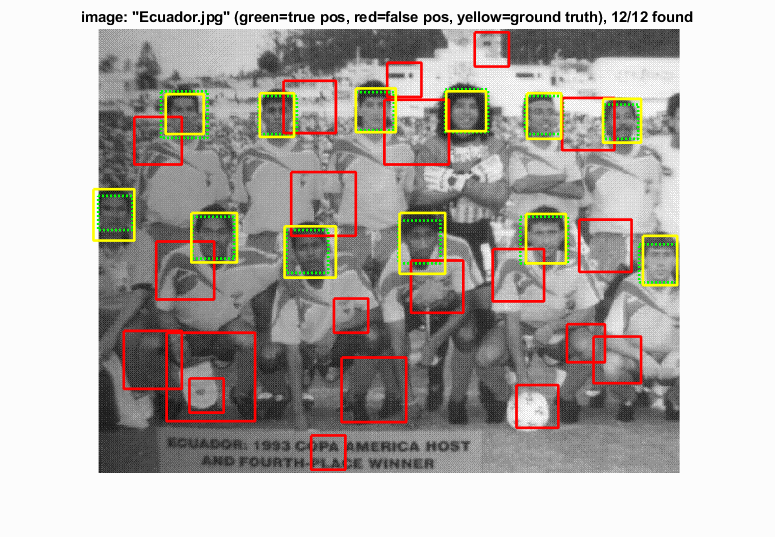 image: "Ecuador.jpg" (green=true pos, red=false pos, yellow=ground truth), 12/12 found
ECUADOR: 1993 COPA AMERICA HOST
AND FOURTH-PLACE WINNER